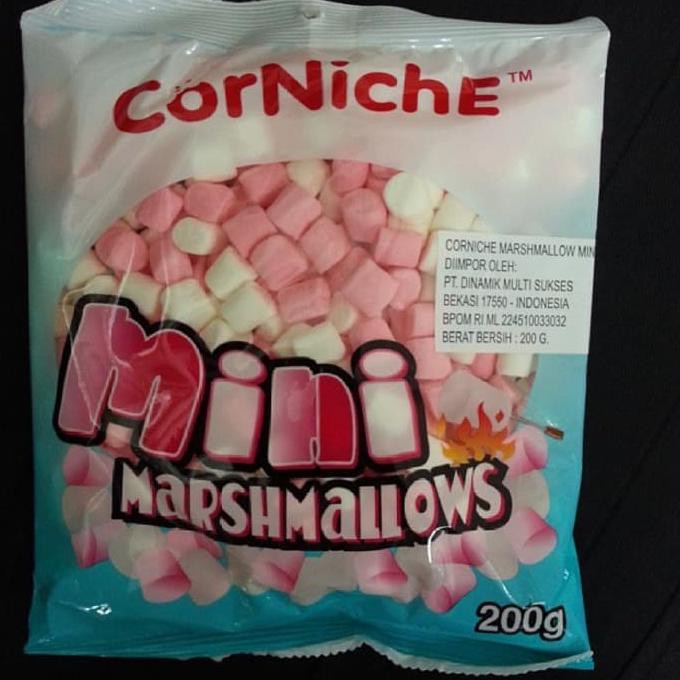 CorNichE™
CORNICHE MARSHMALLOW MIN
DIIMPOR OLEH:
PT. DINAMIK MULTI SUKSES
BEKASI 17550 - INDONESIA
BPOM RI ML 224510033032
BERAT BERSIH : 200 G.
Mini
MARSHMallOWS
200g